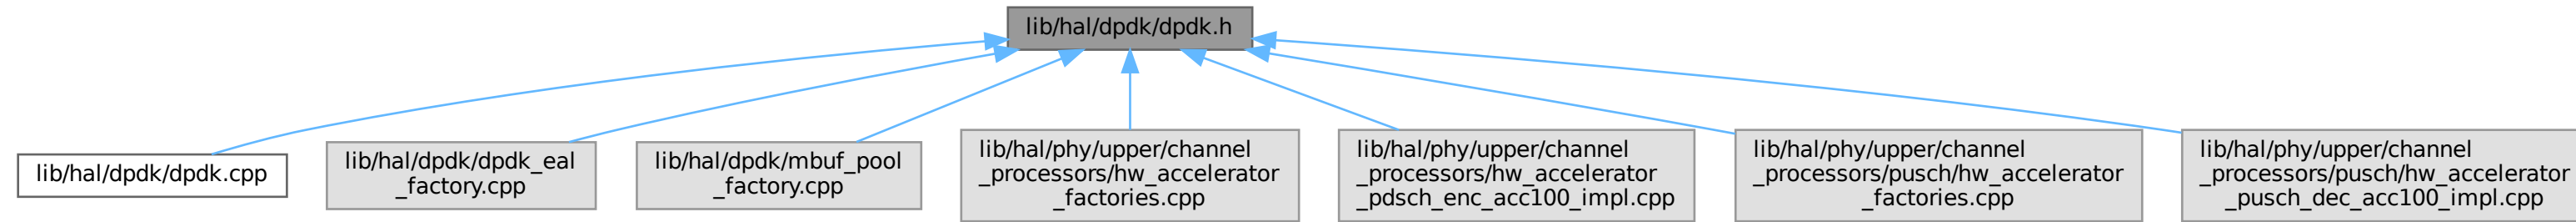 lib/hal/dpdk/dpdk.h
lib/hal/dpdk/dpdk.cpp
lib/hal/dpdk/dpdk_eal
_factory.cpp
lib/hal/dpdk/mbuf_pool
_factory.cpp
lib/hal/phy/upper/channel
_processors/hw_accelerator
_factories.cpp
lib/hal/phy/upper/channel
_processors/hw_accelerator
_pdsch_enc_acc100_impl.cpp
lib/hal/phy/upper/channel
_processors/pusch/hw_accelerator
_factories.cpp
lib/hal/phy/upper/channel
_processors/pusch/hw_accelerator
_pusch_dec_acc100_impl.cpp